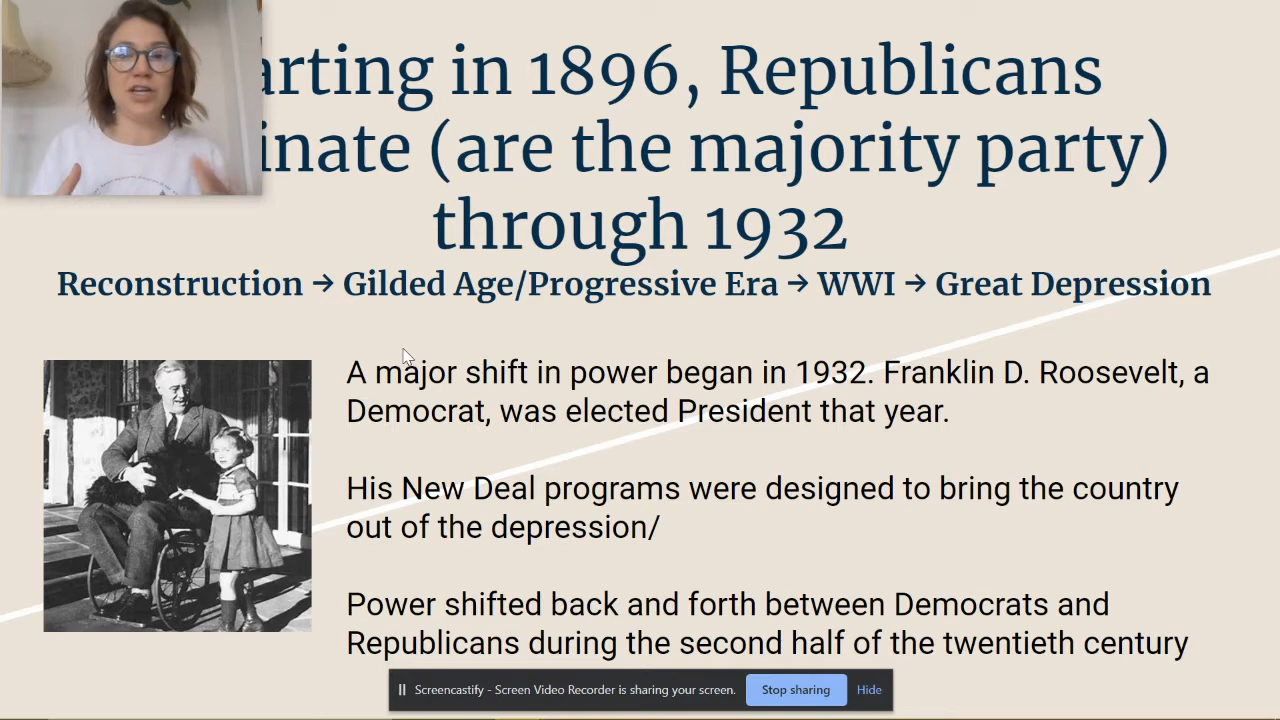 arting in 1896, Republicans
inate (are the majority party)
through 1932
Reconstruction → Gilded Age/Progressive Era → WWI → Great Depression
A major shift in power began in 1932. Franklin D. Roosevelt, a
Democrat, was elected President that year.
His New Deal programs were designed to bring the country
out of the depression/
Power shifted back and forth between Democrats and
Republicans during the second half of the twentieth century
Screencastify - Screen Video Recorder is sharing your screen. Stop sharing Hide